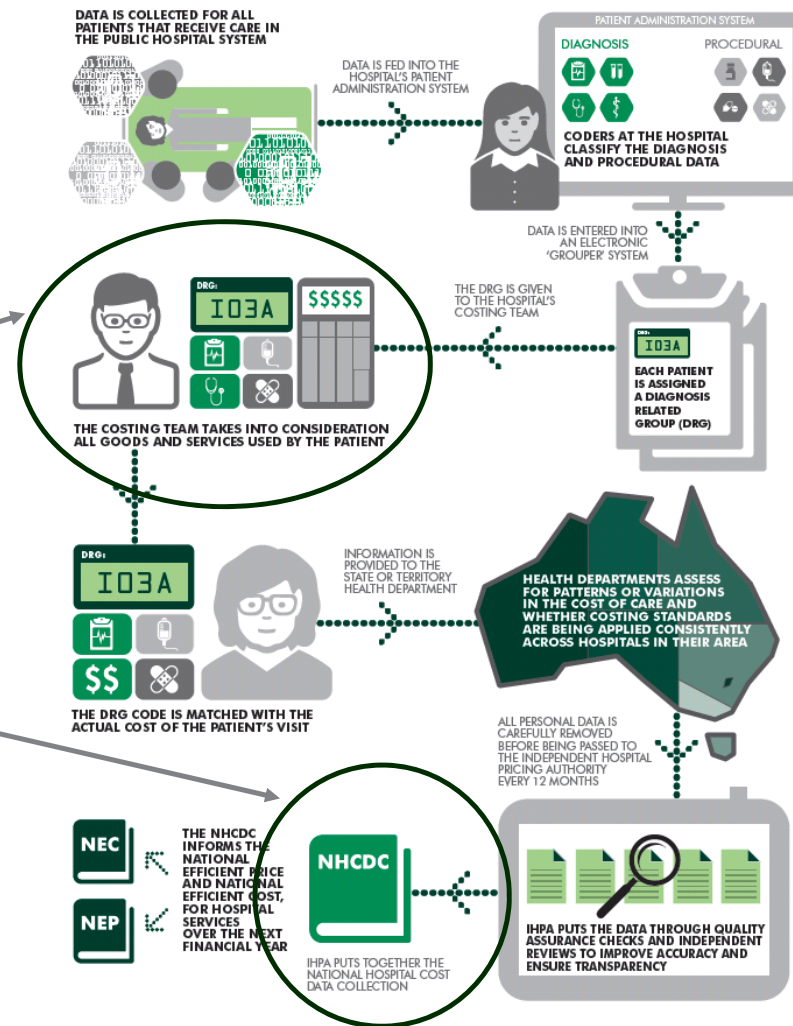 DATA IS COLLECTED FOR ALL
PATIENTS THAT RECEIVE CARE IN
THE PUBLIC HOSPITAL SYSTEM
DATA IS FED INTO THE
HOSPITAL'S PATIENT
ADMINISTRATION SYSTEM
PATIENT ADMINISTRATION SYSTEM
DIAGNOSIS
PROCEDURAL
CODERS AT THE HOSPITAL
CLASSIFY THE DIAGNOSIS
AND PROCEDURAL DATA
DATA IS ENTERED INTO
AN ELECTRONIC
'GROUPER' SYSTEM
DRG:
I03A
EACH PATIENT
IS ASSIGNED
A DIAGNOSIS
RELATED
GROUP (DRG)
THE DRG IS GIVEN
TO THE HOSPITAL'S
COSTING TEAM
DRG:
I03A
$$$$$
THE COSTING TEAM TAKES INTO CONSIDERATION
ALL GOODS AND SERVICES USED BY THE PATIENT
DRG:
I03A
$$
THE DRG CODE IS MATCHED WITH THE
ACTUAL COST OF THE PATIENT'S VISIT
INFORMATION IS
PROVIDED TO THE
STATE OR TERRITORY
HEALTH DEPARTMENT
HEALTH DEPARTMENTS ASSESS
FOR PATTERNS OR VARIATIONS
IN THE COST OF CARE AND
WHETHER COSTING STANDARDS
ARE BEING APPLIED CONSISTENTLY
ACROSS HOSPITALS IN THEIR AREA
ALL PERSONAL DATA IS
CAREFULLY REMOVED
BEFORE BEING PASSED TO
THE INDEPENDENT HOSPITAL
PRICING AUTHORITY
EVERY 12 MONTHS
IHPA PUTS THE DATA THROUGH QUALITY
ASSURANCE CHECKS AND INDEPENDENT
REVIEWS TO IMPROVE ACCURACY AND
ENSURE TRANSPARENCY
NHCDC
IHPA PUTS TOGETHER THE
NATIONAL HOSPITAL COST
DATA COLLECTION
THE NHCDC
INFORMS THE
NATIONAL
EFFICIENT PRICE
AND NATIONAL
EFFICIENT COST,
FOR HOSPITAL
SERVICES
OVER THE NEXT
FINANCIAL YEAR
NEC
NEP